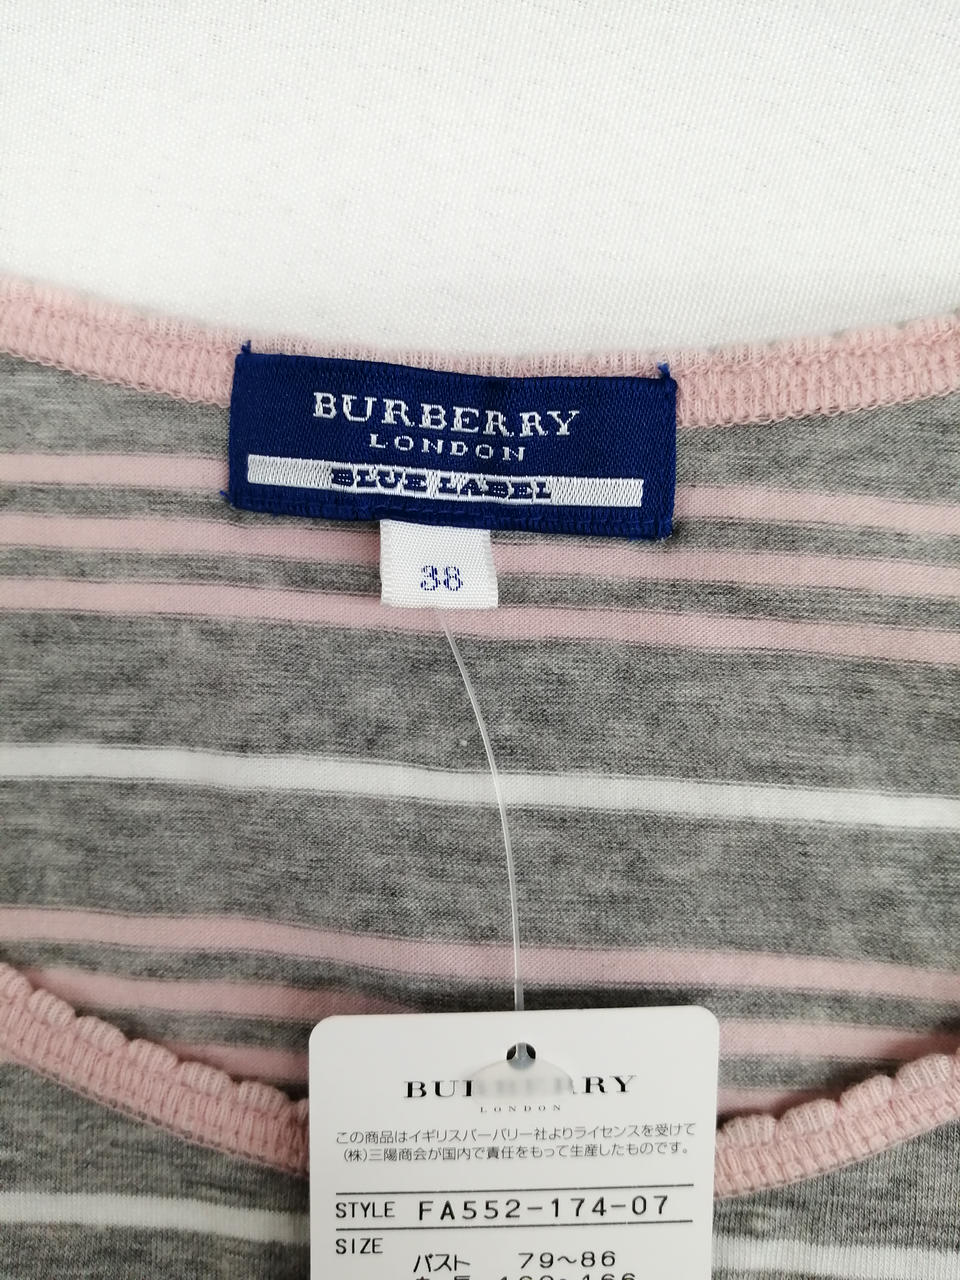 BURBERRY
LONDON
BLUE LABEL
38
LONDON
この商品はイギリスバーバリー社よりライセンスを受けて
(株)三陽商会が国内で責任をもって生産したものです。
STYLE FA552-174-07
SIZE
バスト 79~86